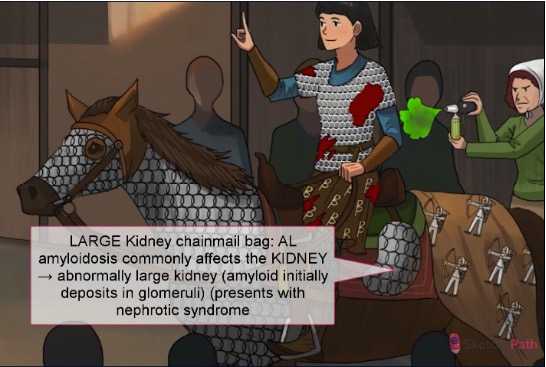 LARGE Kidney chainmail bag: AL
amyloidosis commonly affects the KIDNEY
→ abnormally large kidney (amyloid initially
deposits in glomeruli) (presents with
nephrotic syndrome
SketchyPath